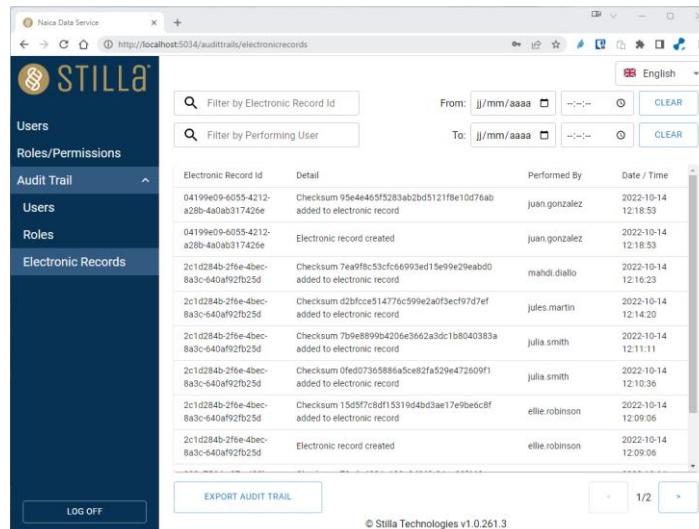 Naica Data Service
http://localhost:5034/audittrails/electronicrecords
STILLA
English
Filter by Electronic Record Id
From: jj/mm/aaaa --:--:-- CLEAR
Filter by Performing User
To: jj/mm/aaaa --:--:-- CLEAR
Users
Roles/Permissions
Audit Trail
Users
Roles
Electronic Records
LOG OFF
Electronic Record Id Detail Performed By Date / Time
04199e09-6055-4212- Checksum 95e4e465f5283ab2bd5121f8e10d76ab juan.gonzalez 2022-10-14
a28b-4a0ab317426e added to electronic record 12:18:53
04199e09-6055-4212- Electronic record created juan.gonzalez 2022-10-14
a28b-4a0ab317426e 12:18:53
2c1d284b-2f6e-4bec- Checksum 7ea9f8c53cfc66993ed15e99e29eabd0 mahdi.diallo 2022-10-14
8a3c-640af92fb25d added to electronic record 12:16:23
2c1d284b-2f6e-4bec- Checksum d2bfcce514776c599e2a0f3ecf97d7ef jules.martin 2022-10-14
8a3c-640af92fb25d added to electronic record 12:14:20
2c1d284b-2f6e-4bec- Checksum 7b9e8899b4206e3662a3dc1b8040383a julia.smith 2022-10-14
8a3c-640af92fb25d added to electronic record 12:11:11
2c1d284b-2f6e-4bec- Checksum 0fed07365886a5ce82fa529e472609f1 julia.smith 2022-10-14
8a3c-640af92fb25d added to electronic record 12:10:36
2c1d284b-2f6e-4bec- Checksum 15d5f7c8df15319d4bd3ae17e9be6c8f ellie.robinson 2022-10-14
8a3c-640af92fb25d added to electronic record 12:09:06
2c1d284b-2f6e-4bec- Electronic record created ellie.robinson 2022-10-14
8a3c-640af92fb25d 12:09:06
EXPORT AUDIT TRAIL
< 1/2 >
© Stilla Technologies v1.0.261.3